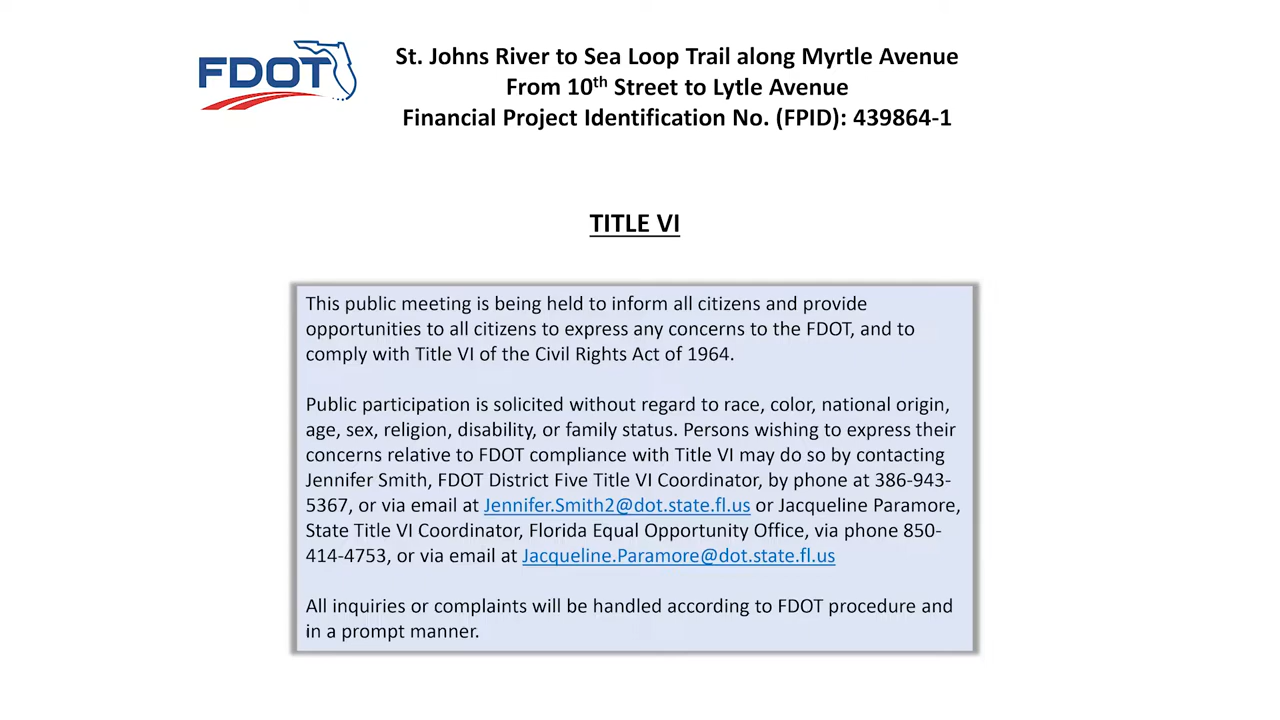 FDOT
St. Johns River to Sea Loop Trail along Myrtle Avenue
From 10th Street to Lytle Avenue
Financial Project Identification No. (FPID): 439864-1
TITLE VI
This public meeting is being held to inform all citizens and provide
opportunities to all citizens to express any concerns to the FDOT, and to
comply with Title VI of the Civil Rights Act of 1964.
Public participation is solicited without regard to race, color, national origin,
age, sex, religion, disability, or family status. Persons wishing to express their
concerns relative to FDOT compliance with Title VI may do so by contacting
Jennifer Smith, FDOT District Five Title VI Coordinator, by phone at 386-943-
5367, or via email at Jennifer.Smith2@dot.state.fl.us or Jacqueline Paramore,
State Title VI Coordinator, Florida Equal Opportunity Office, via phone 850-
414-4753, or via email at Jacqueline.Paramore@dot.state.fl.us
All inquiries or complaints will be handled according to FDOT procedure and
in a prompt manner.